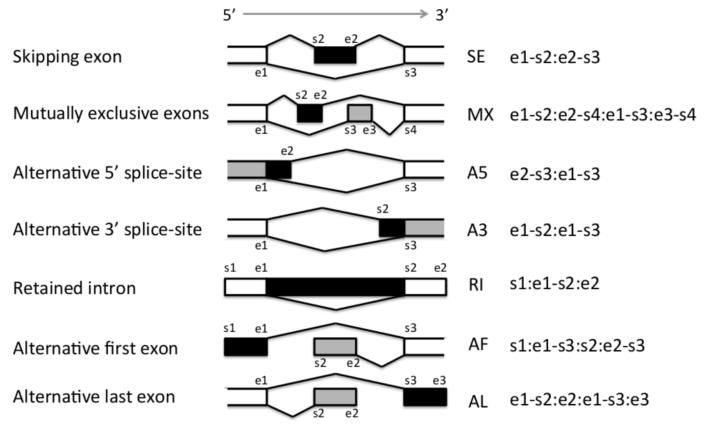 5’ 3’
s2 e2
Skipping exon SE e1-s2:e2-s3
e1 s3
s2 e2
Mutually exclusive exons MX e1-s2:e2-s4:e1-s3:e3-s4
e1 s3 e3 s4
e2
Alternative 5’ splice-site A5 e2-s3:e1-s3
e1 s3
s2
Alternative 3’ splice-site A3 e1-s2:e1-s3
e1 s3
s1 e1 s2 e2
Retained intron RI s1:e1-s2:e2
s1 e1 s3
Alternative first exon AF s1:e1-s3:s2:e2-s3
s2 e2
e1 s3 e3
Alternative last exon AL e1-s2:e2:e1-s3:e3
s2 e2